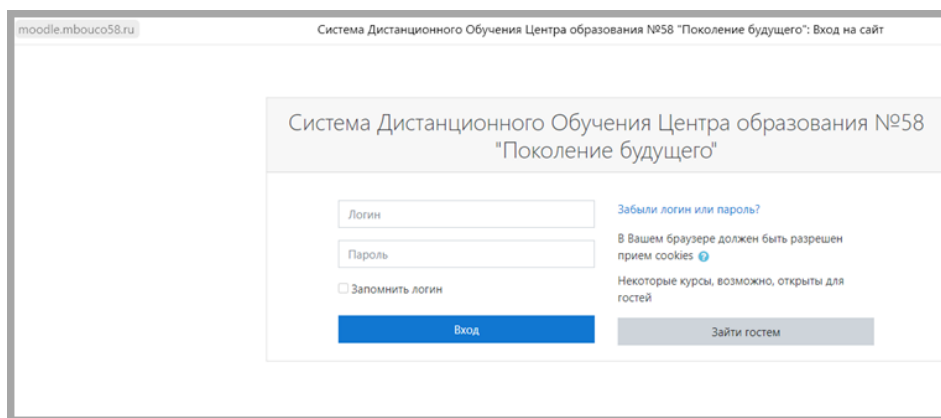 moodle.mbouco58.ru
Система Дистанционного Обучения Центра образования №58 "Поколение будущего": Вход на сайт
Система Дистанционного Обучения Центра образования №58
"Поколение будущего"
Логин
Пароль
Запомнить логин
Вход
Забыли логин или пароль?
В Вашем браузере должен быть разрешен
прием cookies ?
Некоторые курсы, возможно, открыты для
гостей
Зайти гостем